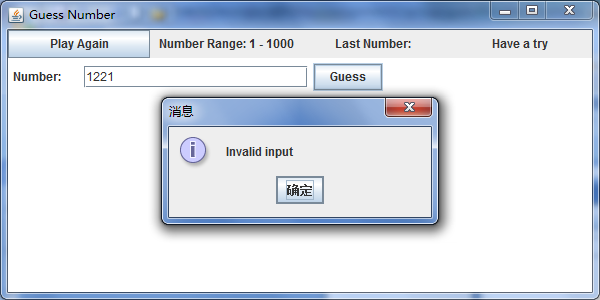 Guess Number
Play Again Number Range: 1 - 1000 Last Number: Have a try
Number: 1221 Guess
消息
Invalid input
确定